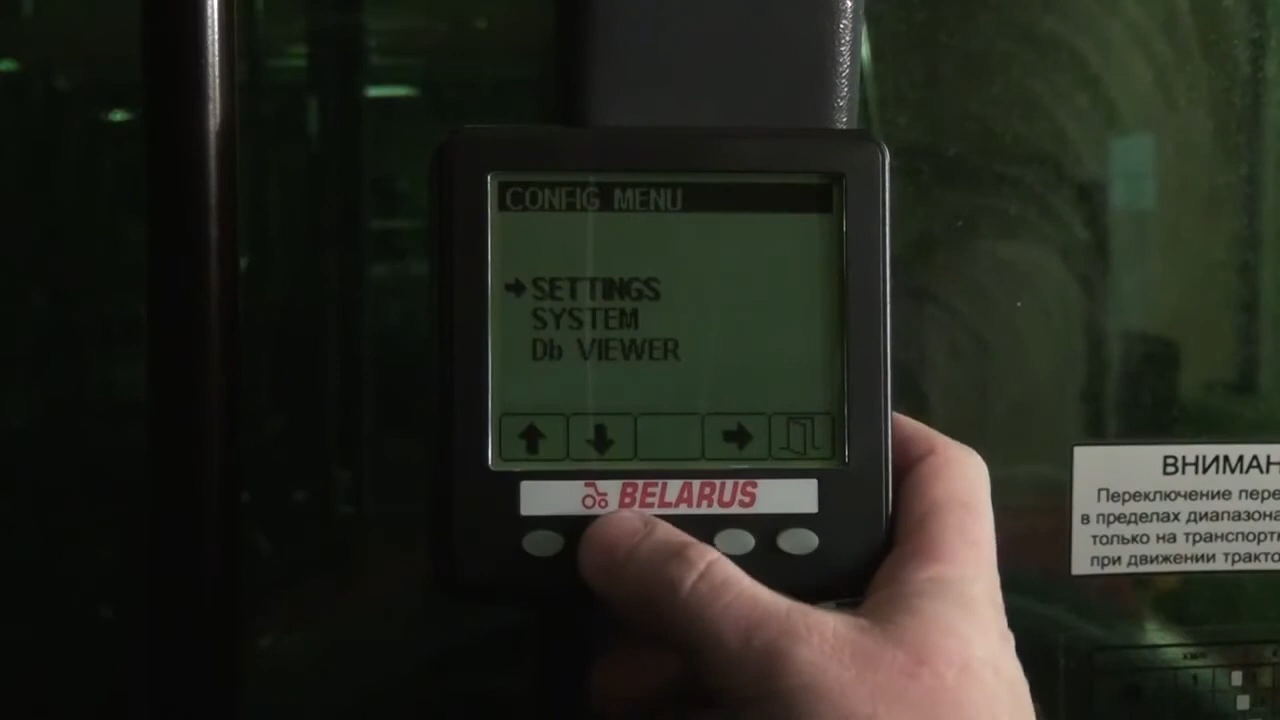 CONFIG MENU
SETTINGS
SYSTEM
Db VIEWER
BELARUS
ВНИМАН
Переключение пере
в пределах диапазона
только на транспорт
при движении тракто